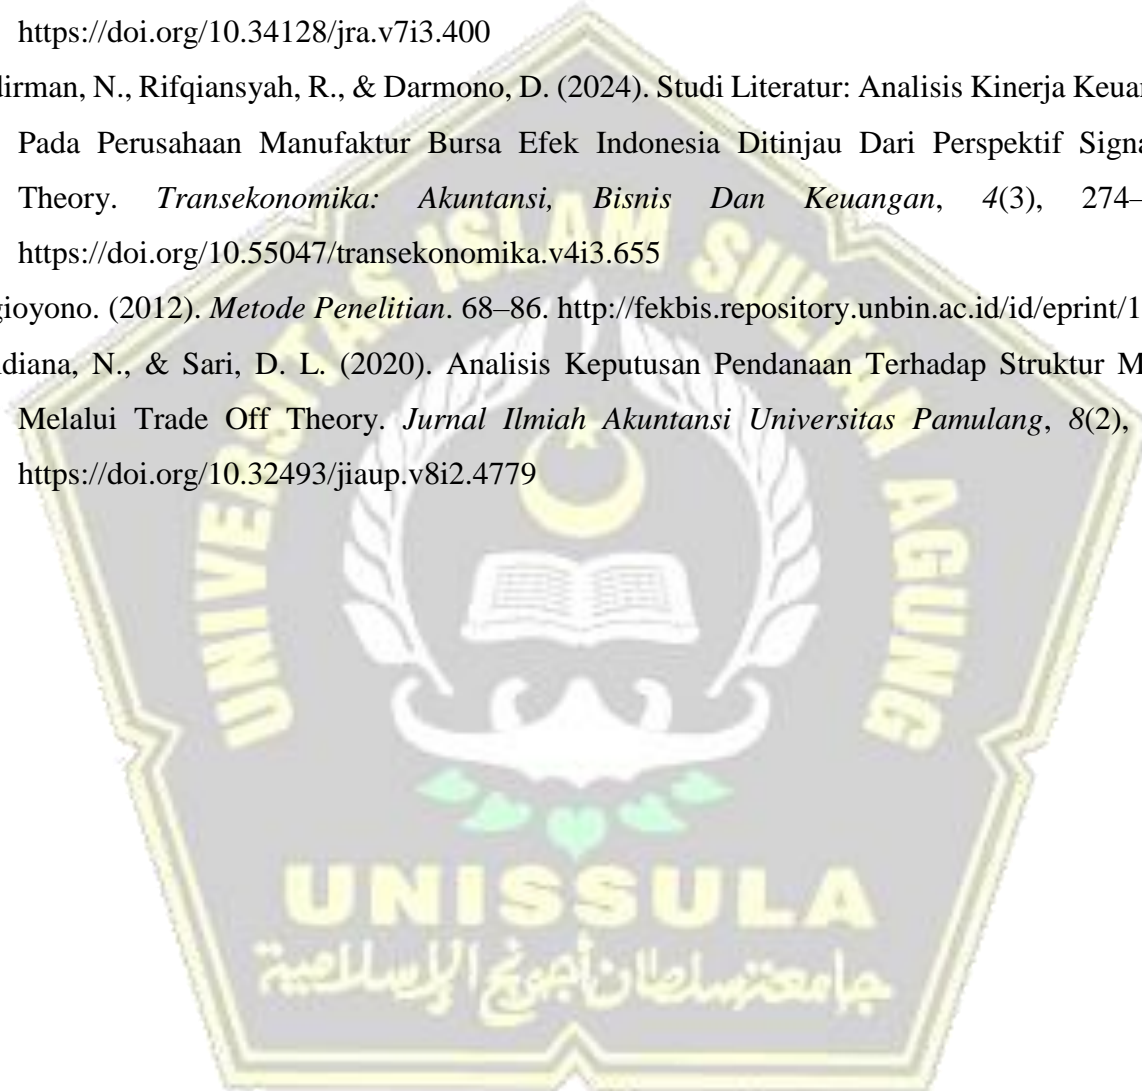 https://doi.org/10.34128/jra.v7i3.400
dirman, N., Rifqiansyah, R., & Darmono, D. (2024). Studi Literatur: Analisis Kinerja Keua
Pada Perusahaan Manufaktur Bursa Efek Indonesia Ditinjau Dari Perspektif Signa
Theory. Transekonomika: Akuntansi, Bisnis Dan Keuangan, 4(3), 274–
https://doi.org/10.55047/transekonomika.v4i3.655
gioyono. (2012). Metode Penelitian. 68–86. http://fekbis.repository.unbin.ac.id/id/eprint/1
diana, N., & Sari, D. L. (2020). Analisis Keputusan Pendanaan Terhadap Struktur M
Melalui Trade Off Theory. Jurnal Ilmiah Akuntansi Universitas Pamulang, 8(2),
https://doi.org/10.32493/jiaup.v8i2.4779
UNIVERSITAS ISLAM SULTAN AGUNG
UNISSULA
جامعتنسلطان أجونج الإسلامية